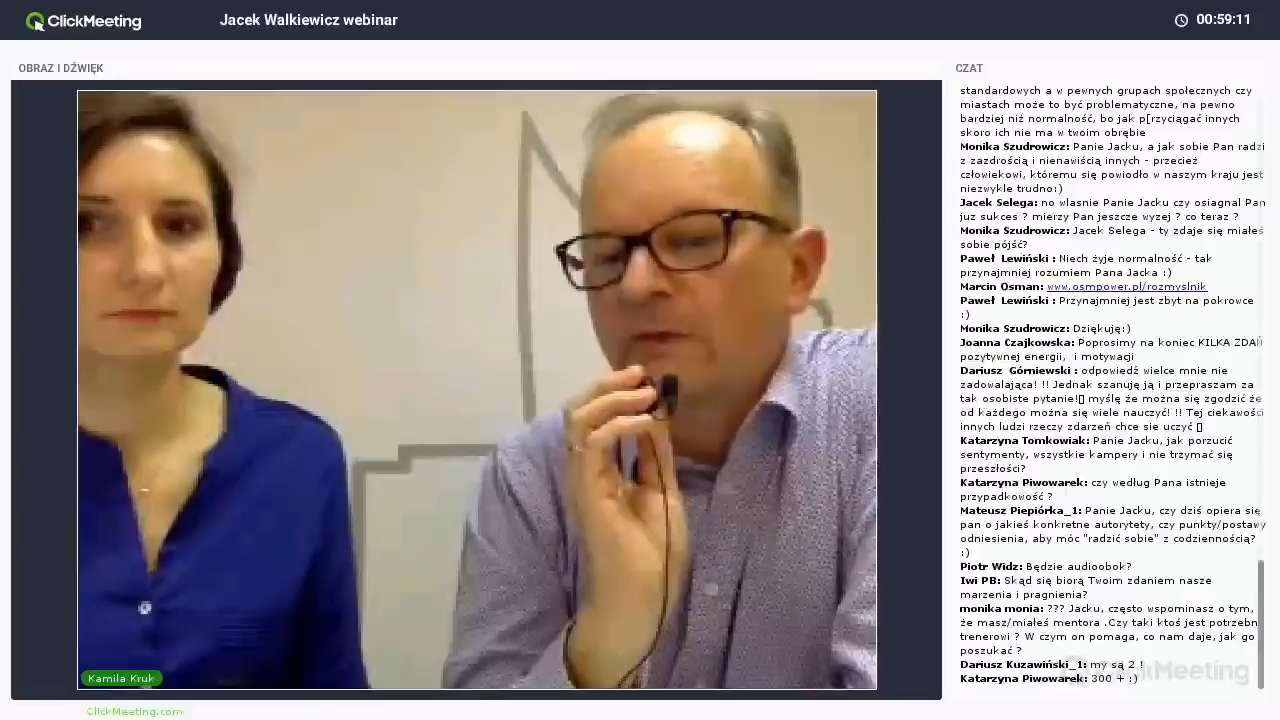 ClickMeeting
Jacek Walkiewicz webinar
00:59:11
OBRAZ I DŹWIĘK
CZAT
standardowych a w pewnych grupach społecznych czy
miastach może to być problematyczne, na pewno
bardziej niż normalność, bo jak p[rzyciągać innych
skoro ich nie ma w twoim obrębie
Monika Szudrowicz: Panie Jacku, a jak sobie Pan radzi
z zazdrością i nienawiścią innych - przecież
człowiekowi, któremu się powiodło w naszym kraju jest
niezwykle trudno:)
Jacek Selega: no wlasnie Panie Jacku czy osiagnal Pan
juz sukces ? mierzy Pan jeszcze wyzej ? co teraz ?
Monika Szudrowicz: Jacek Selega - ty zdaje się miałeś
sobie pójść?
Paweł Lewiński : Niech żyje normalność - tak
przynajmniej rozumiem Pana Jacka :)
Marcin Osman: www.osmpower.pl/rozmyslnik
Paweł Lewiński : Przynajmniej jest zbyt na pokrowce
:)
Monika Szudrowicz: Dziękuję:)
Joanna Czajkowska: Poprosimy na koniec KILKA ZDAŃ
pozytywnej energii, i motywacji
Dariusz Górniewski : odpowiedź wielce mnie nie
zadowalająca! !! Jednak szanuję ją i przepraszam za
tak osobiste pytanie!▯ myślę że można się zgodzić że
od każdego można się wiele nauczyć! !! Tej ciekawości
innych ludzi rzeczy zdarzeń chce sie uczyć ▯
Katarzyna Tomkowiak: Panie Jacku, jak porzucić
sentymenty, wszystkie kampery i nie trzymać się
przeszłości?
Katarzyna Piwowarek: czy według Pana istnieje
przypadkowość ?
Mateusz Piepiórka_1: Panie Jacku, czy dziś opiera się
pan o jakieś konkretne autorytety, czy punkty/postawy
odniesienia, aby móc "radzić sobie" z codziennością?
:)
Piotr Widz: Będzie audioobok?
Iwi PB: Skąd się biorą Twoim zdaniem nasze
marzenia i pragnienia?
monika monia: ??? Jacku, często wspominasz o tym,
że masz/miałeś mentora .Czy taki ktoś jest potrzebn
trenerowi ? W czym on pomaga, co nam daje, jak go
poszukać ?
Dariusz Kuzawiński_1: my są 2 !
Katarzyna Piwowarek: 300 + :)
ClickMeeting
Kamila Kruk
ClickMeeting.com